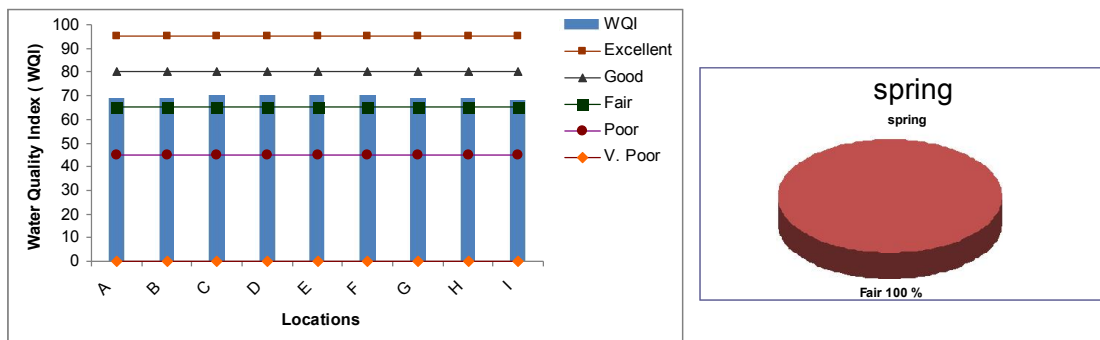 100
90
80
70
60
50
40
30
20
10
0
Water Quality Index ( WQI)
A
B
C
D
E
F
G
H
I
Locations
WQI
Excellent
Good
Fair
Poor
V. Poor
spring
spring
Fair 100 %